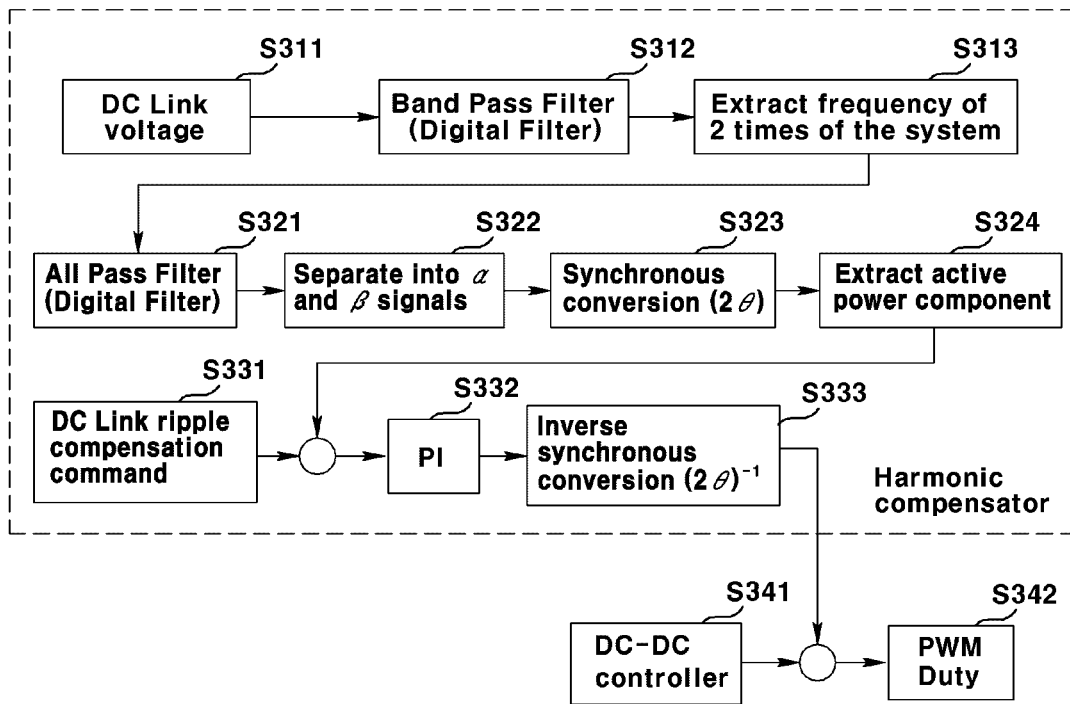 S311
S312
S313
DC Link
voltage
Band Pass Filter
(Digital Filter)
Extract frequency of
2 times of the system
S321
S322
S323
S324
All Pass Filter
(Digital Filter)
Separate into α
and β signals
Synchronous
conversion (2θ)
Extract active
power component
S331
S332
S333
DC Link ripple
compensation
command
PI
Inverse
synchronous
conversion (2θ)⁻¹
Harmonic
compensator
S341
S342
DC-DC
controller
PWM
Duty